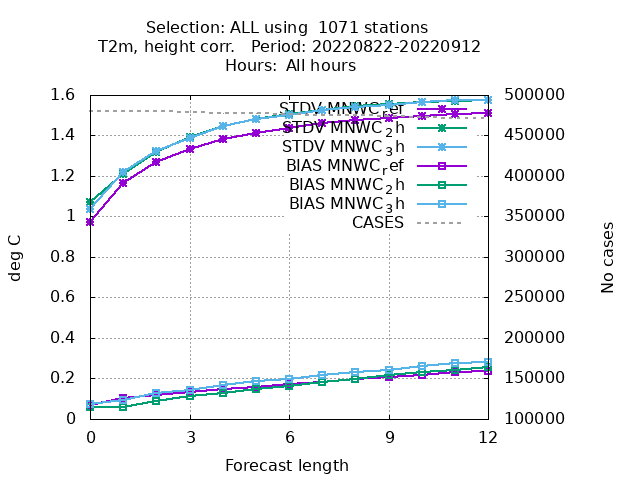 Selection: ALL using  1071 stations
T2m, height corr.   Period: 20220822-20220912
Hours:  All hours
1.6
1.4
1.2
1
0.8
0.6
0.4
0.2
0
deg C
500000
450000
400000
350000
300000
250000
200000
150000
100000
No cases
STDV MNWC_ref
STDV MNWC_2h
STDV MNWC_3h
BIAS MNWC_ref
BIAS MNWC_2h
BIAS MNWC_3h
CASES
0 3 6 9 12
Forecast length